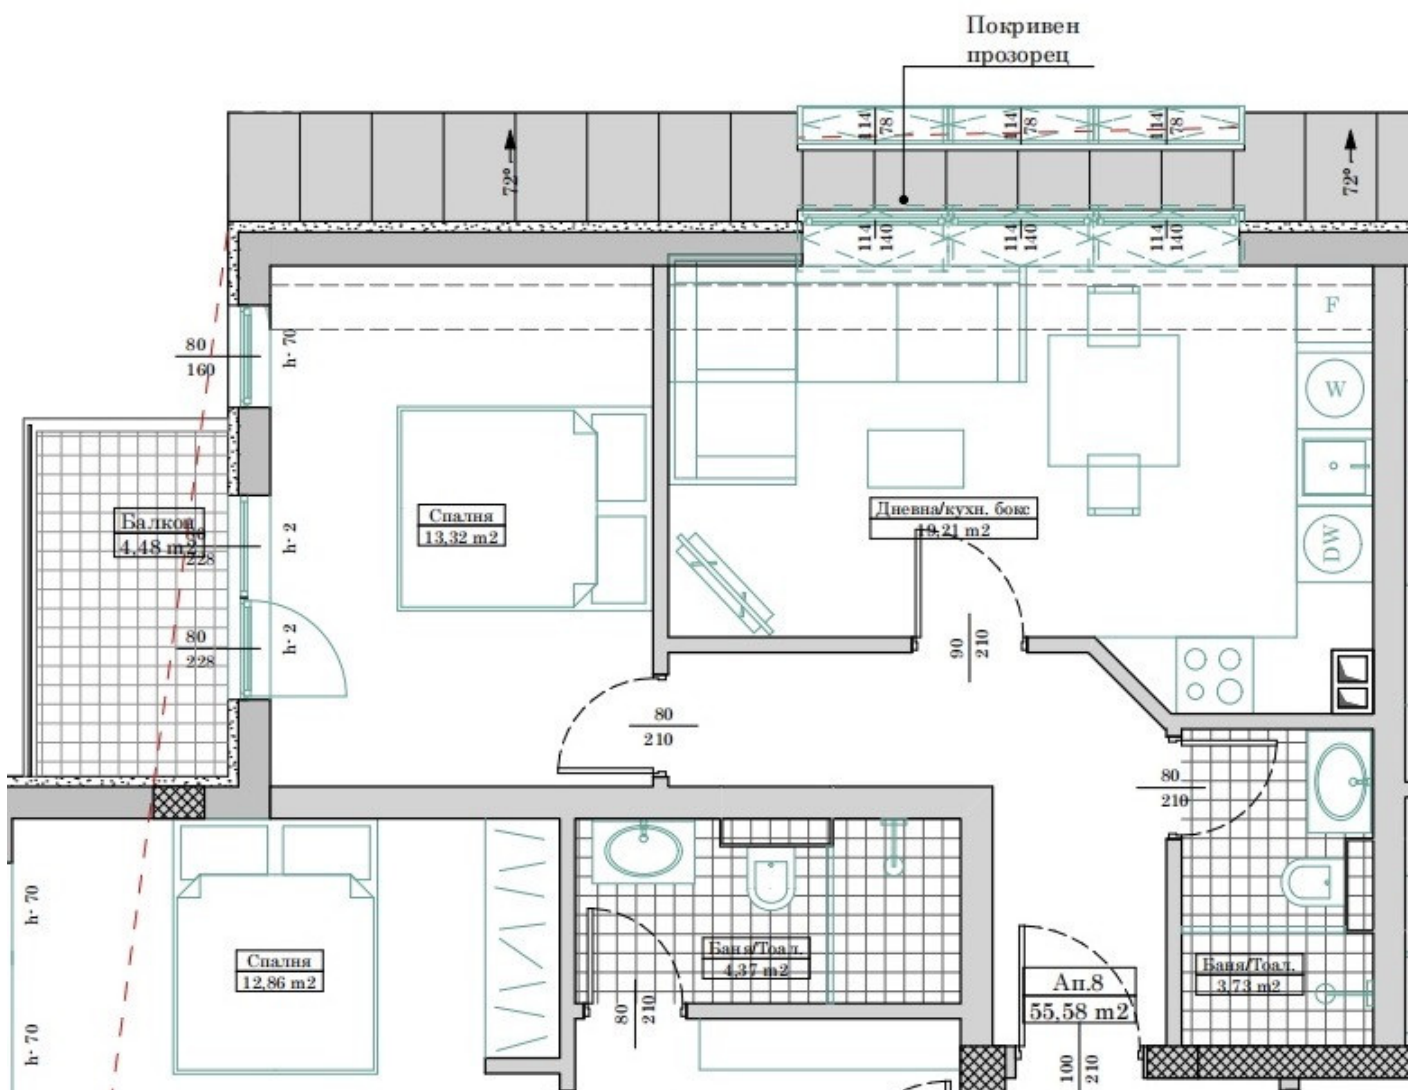 Покривен
прозорец
114
78
114
78
114
78
72°
72°
114
140
114
140
114
140
80
160
h- 70
F
W
DW
Спалня
13,32 m2
Дневна/кухн. бокс
19,21 m2
Балкон
4,48 m2
228
h- 2
80
228
h- 2
90
210
80
210
80
210
h- 70
Спалня
12,86 m2
h- 70
Баня/Тоал.
4,37 m2
80
210
Ап.8
55,58 m2
100
210
Баня/Тоал.
3,73 m2